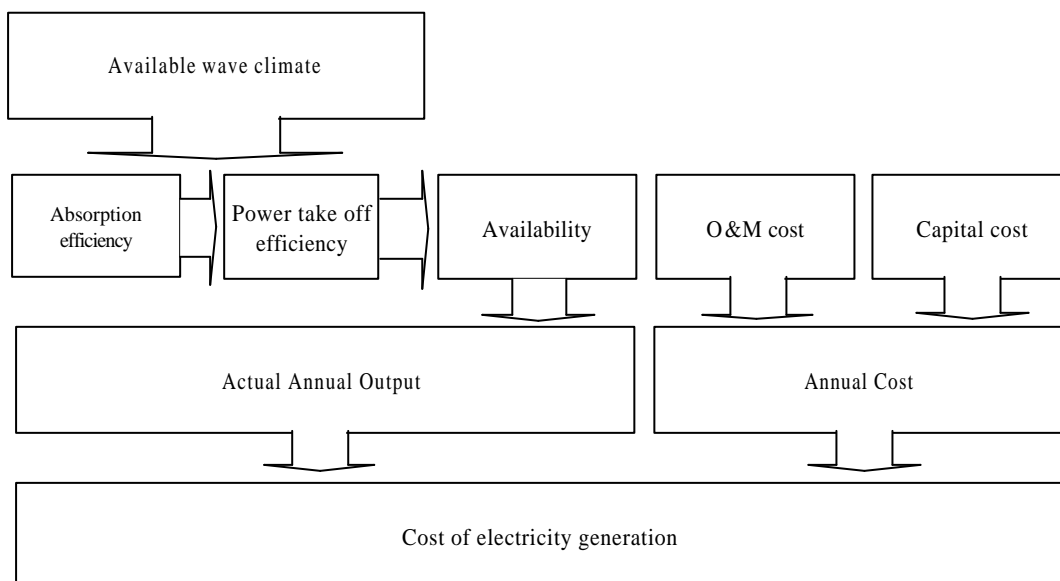 Available wave climate
Absorption
efficiency
Power take off
efficiency
Availability
O&M cost
Capital cost
Actual Annual Output
Annual Cost
Cost of electricity generation